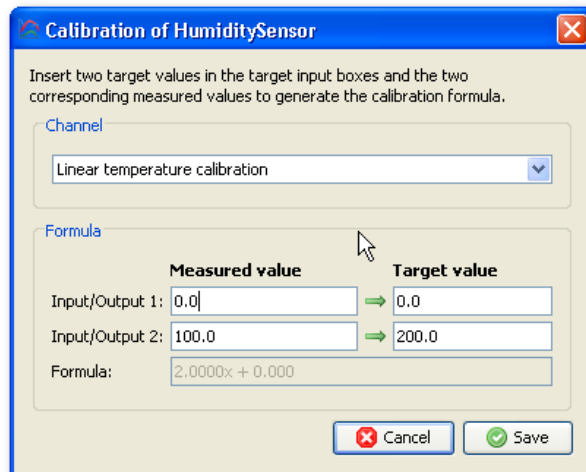 Calibration of HumiditySensor
Insert two target values in the target input boxes and the two
corresponding measured values to generate the calibration formula.
Channel
Linear temperature calibration
Formula
Measured value Target value
Input/Output 1: 0.0 0.0
Input/Output 2: 100.0 200.0
Formula: 2.0000x + 0.000
Cancel Save